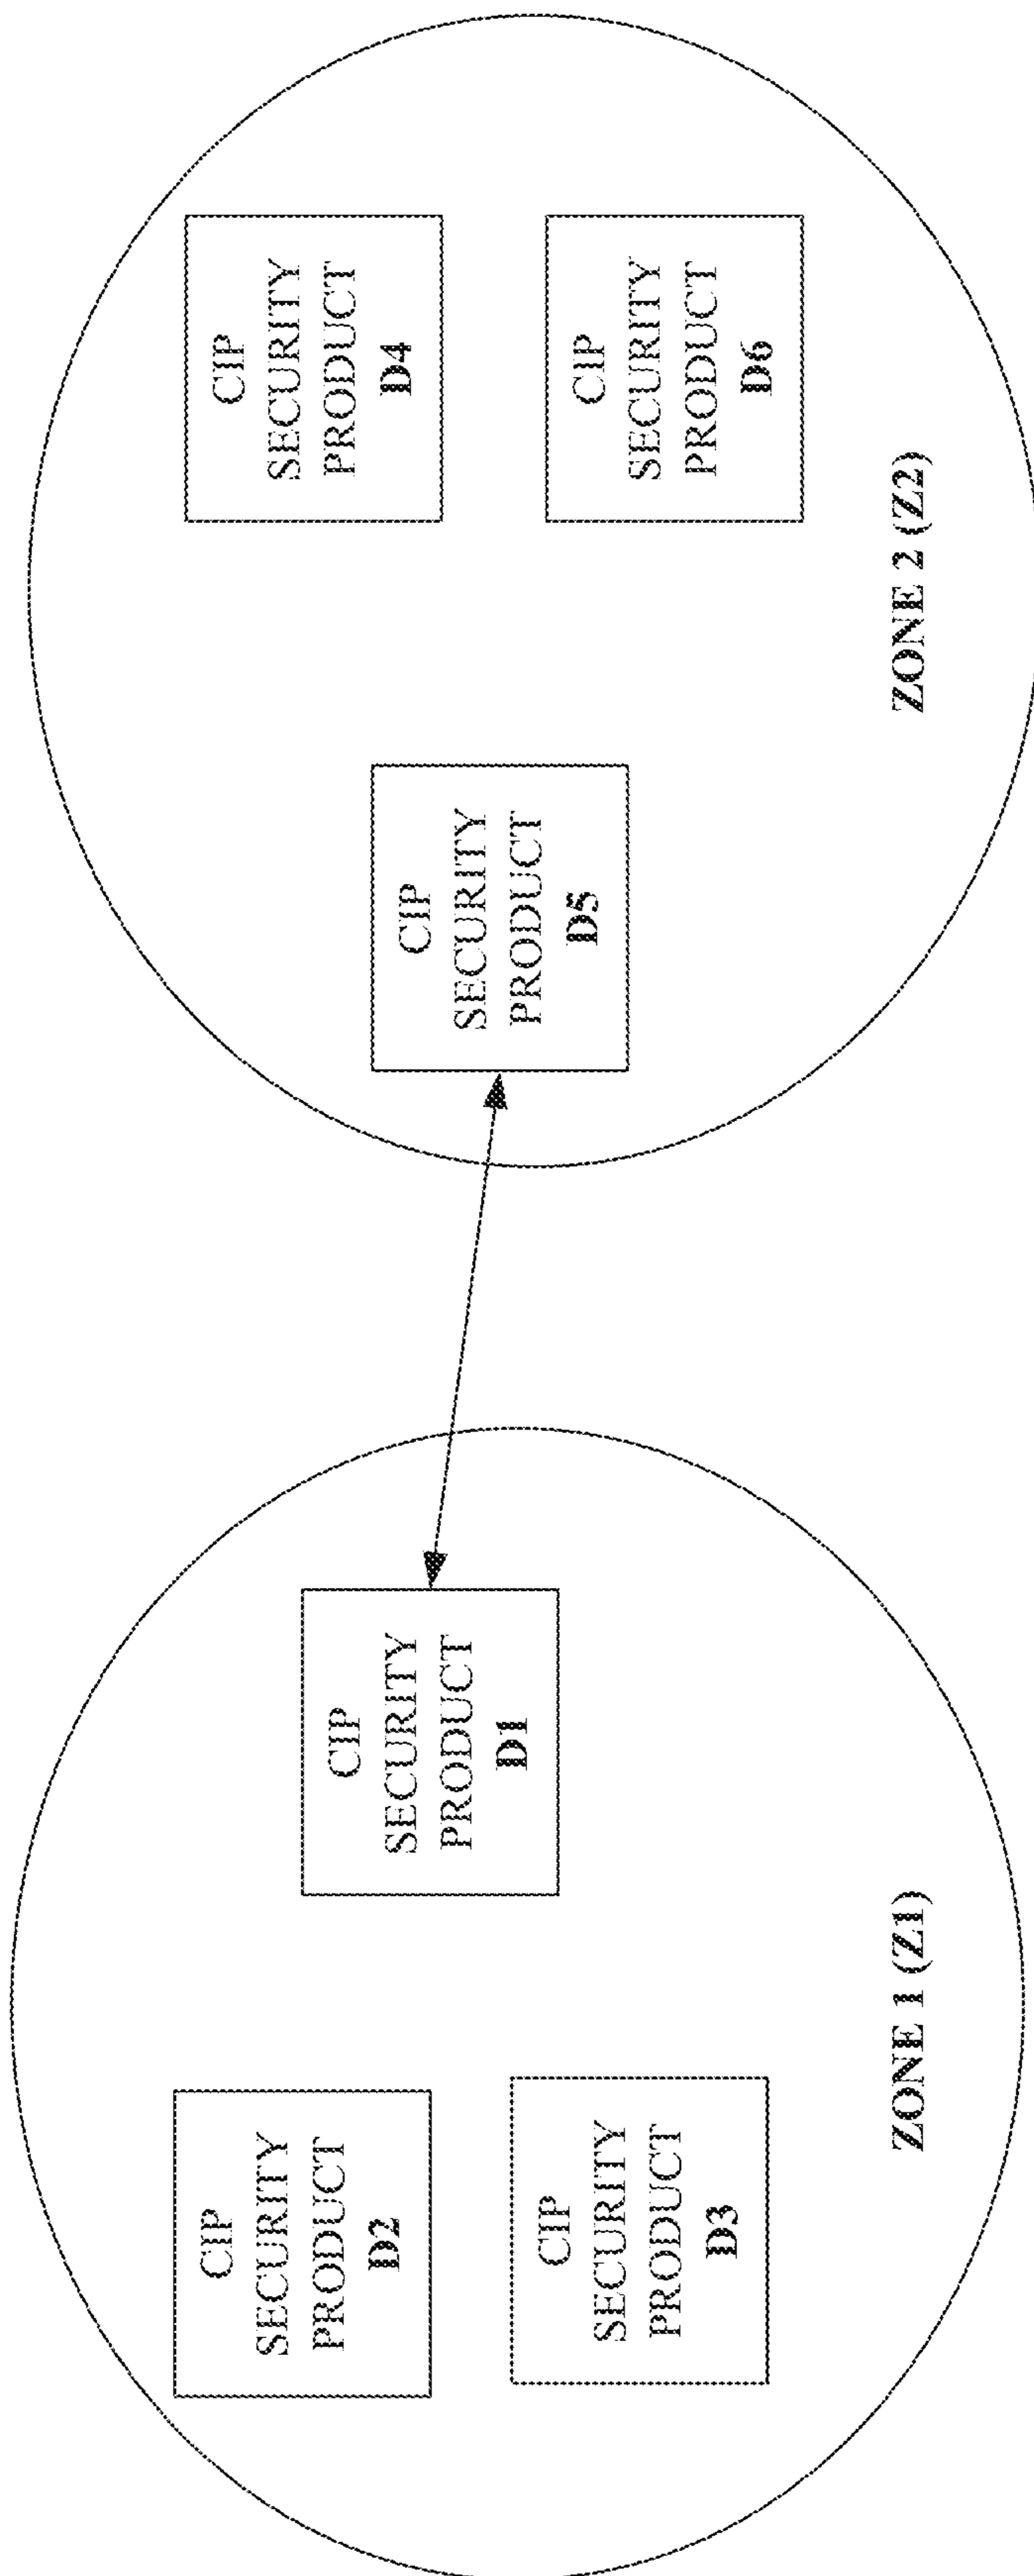 CIP
SECURITY
PRODUCT
D2
CIP
SECURITY
PRODUCT
D3
CIP
SECURITY
PRODUCT
D1
ZONE 1 (Z1)
CIP
SECURITY
PRODUCT
D5
CIP
SECURITY
PRODUCT
D4
CIP
SECURITY
PRODUCT
D6
ZONE 2 (Z2)